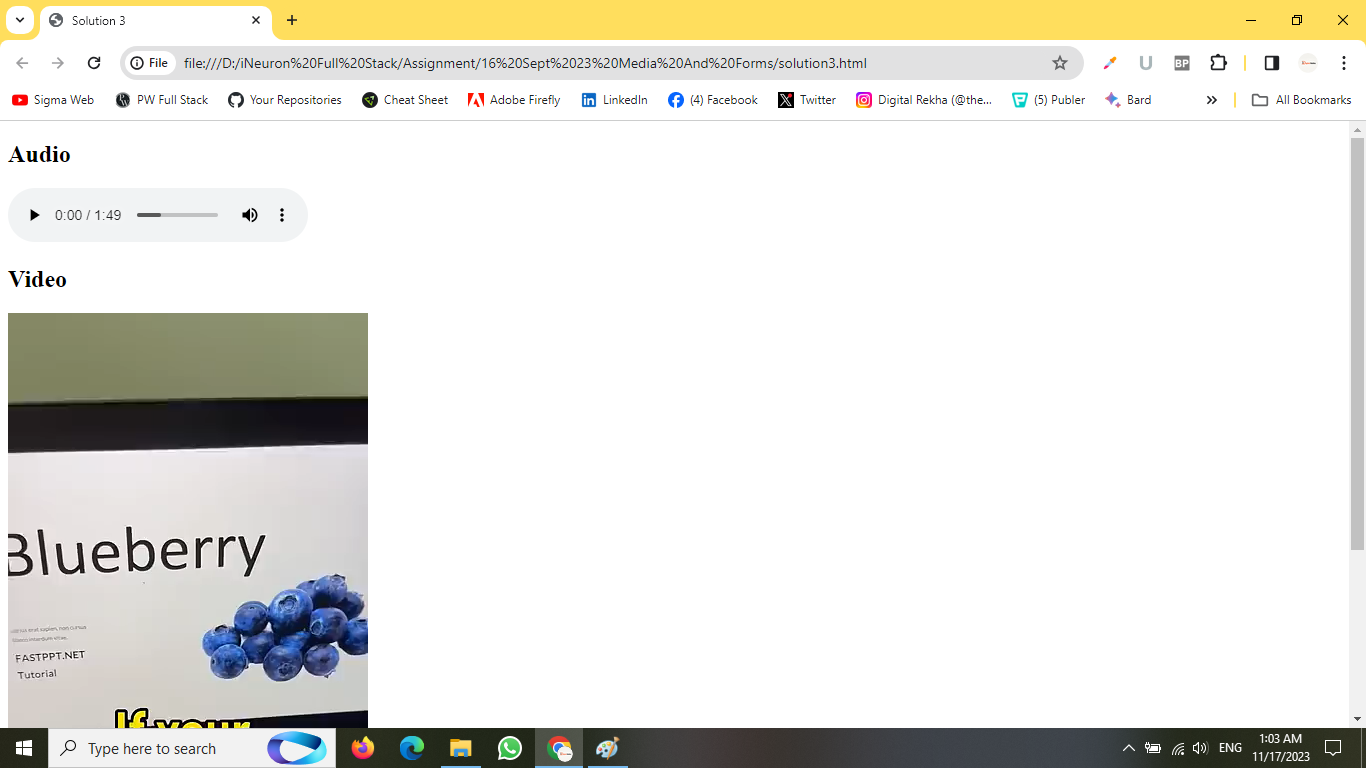 Solution 3
File
file:///D:/iNeuron%20Full%20Stack/Assignment/16%20Sept%2023%20Media%20And%20Forms/solution3.html
U
BP
Sigma Web
PW Full Stack
Your Repositories
Cheat Sheet
Adobe Firefly
LinkedIn
(4) Facebook
Twitter
Digital Rekha (@the...
(5) Publer
Bard
All Bookmarks
Audio
0:00 / 1:49
Video
Blueberry
FASTPPT.NET
Tutorial
If your
Type here to search
ENG
1:03 AM
11/17/2023